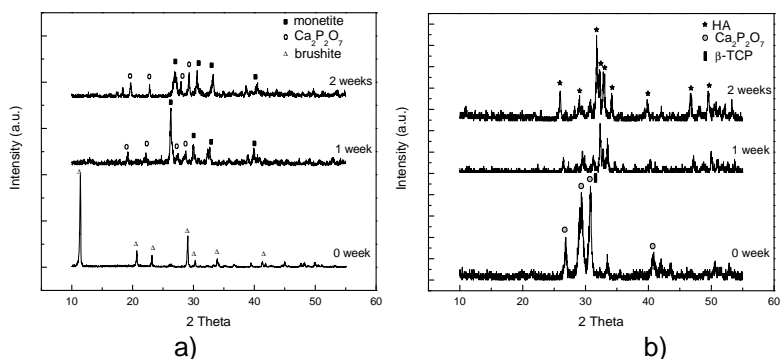 monetite
Ca2P2O7
brushite
2 weeks
1 week
0 week
Intensity (a.u.)
10 20 30 40 50 60
2 Theta
a)
HA
Ca2P2O7
β-TCP
2 weeks
1 week
0 week
Intensity (a.u.)
10 20 30 40 50 60
2 Theta
b)